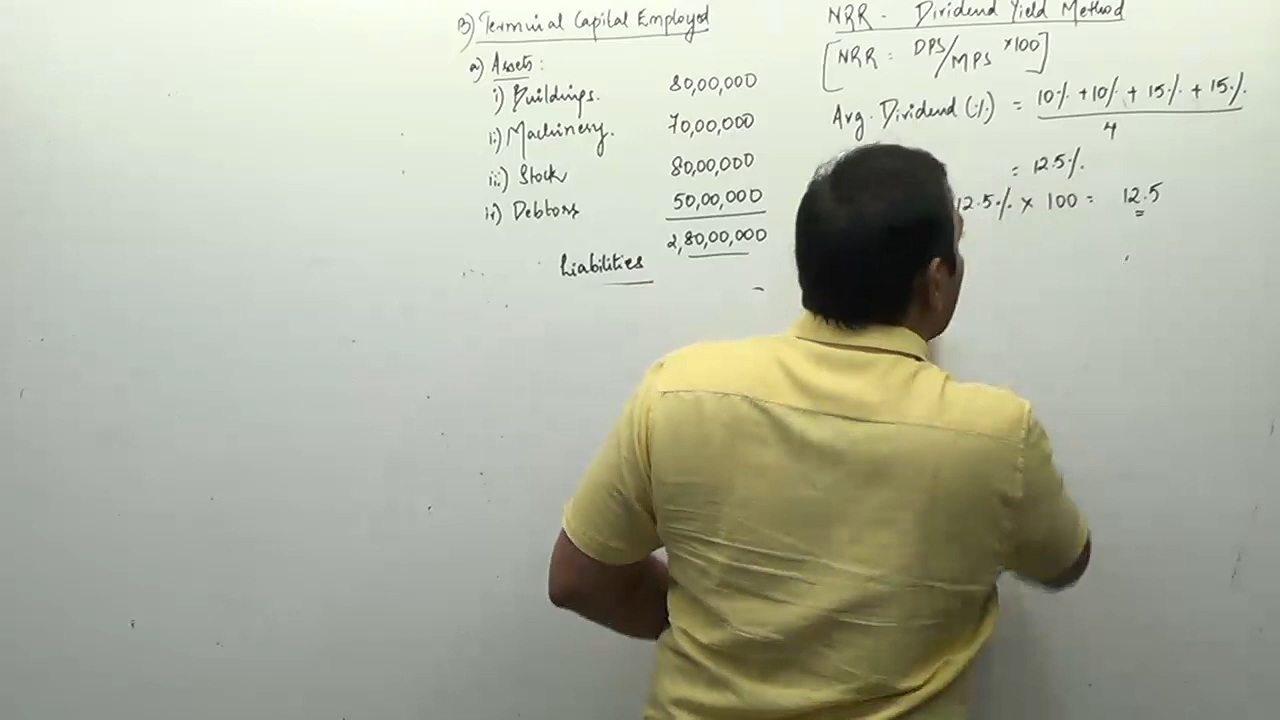 B) Terminal Capital Employed
a) Assets:
i) Buildings. 80,00,000
ii) Machinery. 70,00,000
iii) Stock 80,00,000
iv) Debtors 50,00,000
2,80,00,000
Liabilities
NRR - Dividend Yield Method
[NRR = DPS/MPS ×100]
Avg. Dividend (%) = 10% + 10% + 15% + 15% / 4
= 12.5%
12.5% × 100 = 12.5